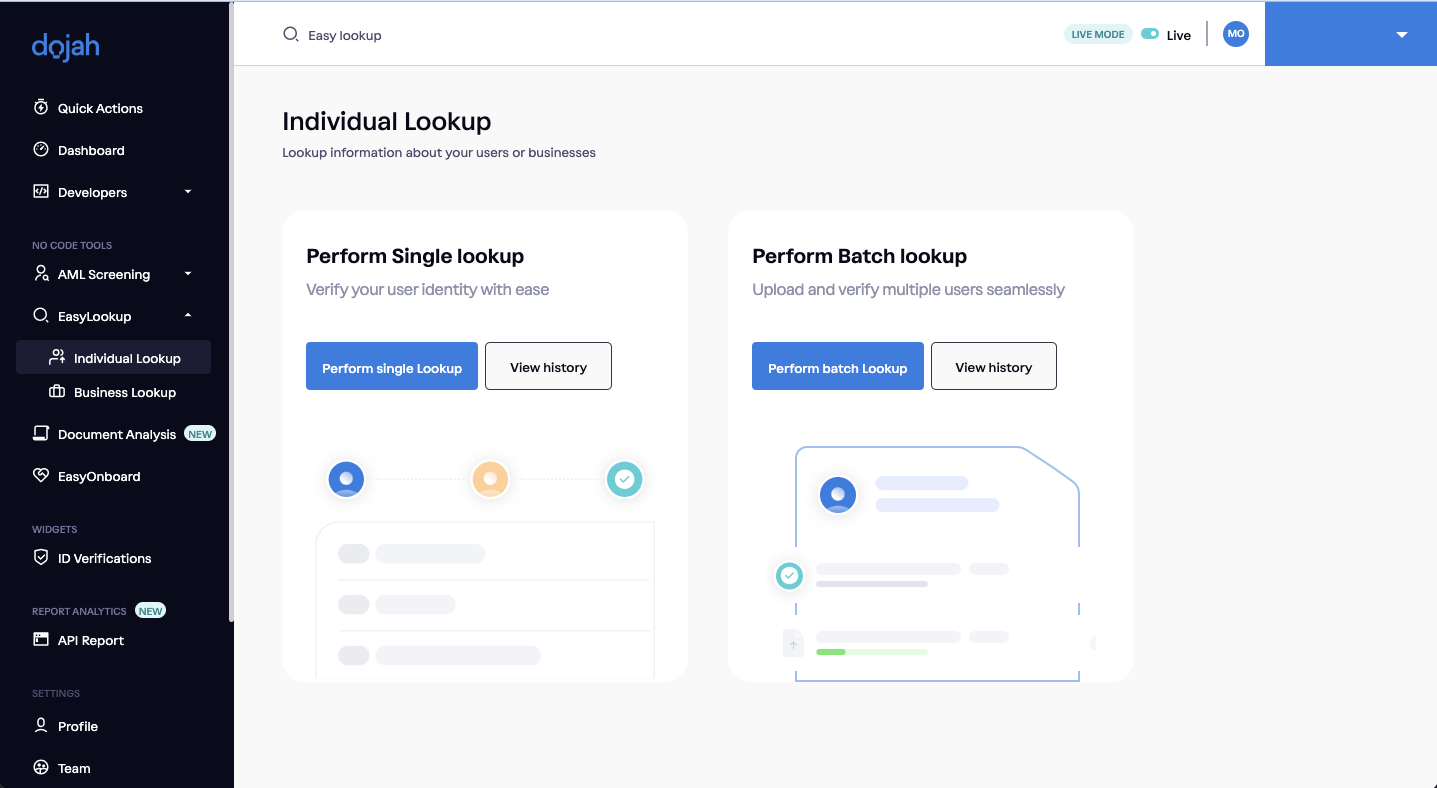 dojah
Quick Actions
Dashboard
Developers
NO CODE TOOLS
AML Screening
EasyLookup
Individual Lookup
Business Lookup
Document Analysis NEW
EasyOnboard
WIDGETS
ID Verifications
REPORT ANALYTICS NEW
API Report
SETTINGS
Profile
Team
Easy lookup
LIVE MODE Live MO
Individual Lookup
Lookup information about your users or businesses
Perform Single lookup
Verify your user identity with ease
Perform single Lookup View history
Perform Batch lookup
Upload and verify multiple users seamlessly
Perform batch Lookup View history